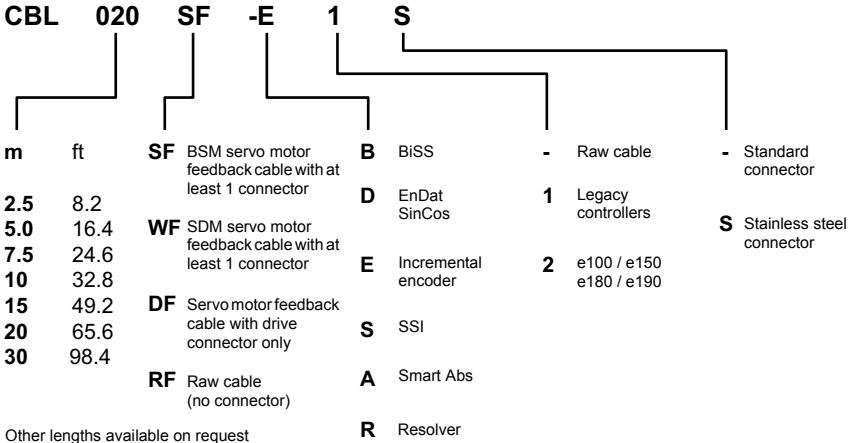 CBL 020 SF -E 1 S
m ft
2.5 8.2
5.0 16.4
7.5 24.6
10 32.8
15 49.2
20 65.6
30 98.4
Other lengths available on request
SF BSM servo motor
feedback cable with at
least 1 connector
WF SDM servo motor
feedback cable with at
least 1 connector
DF Servo motor feedback
cable with drive
connector only
RF Raw cable
(no connector)
B BiSS
D EnDat
SinCos
E Incremental
encoder
S SSI
A Smart Abs
R Resolver
- Raw cable
1 Legacy
controllers
2 e100 / e150
e180 / e190
- Standard
connector
S Stainless steel
connector